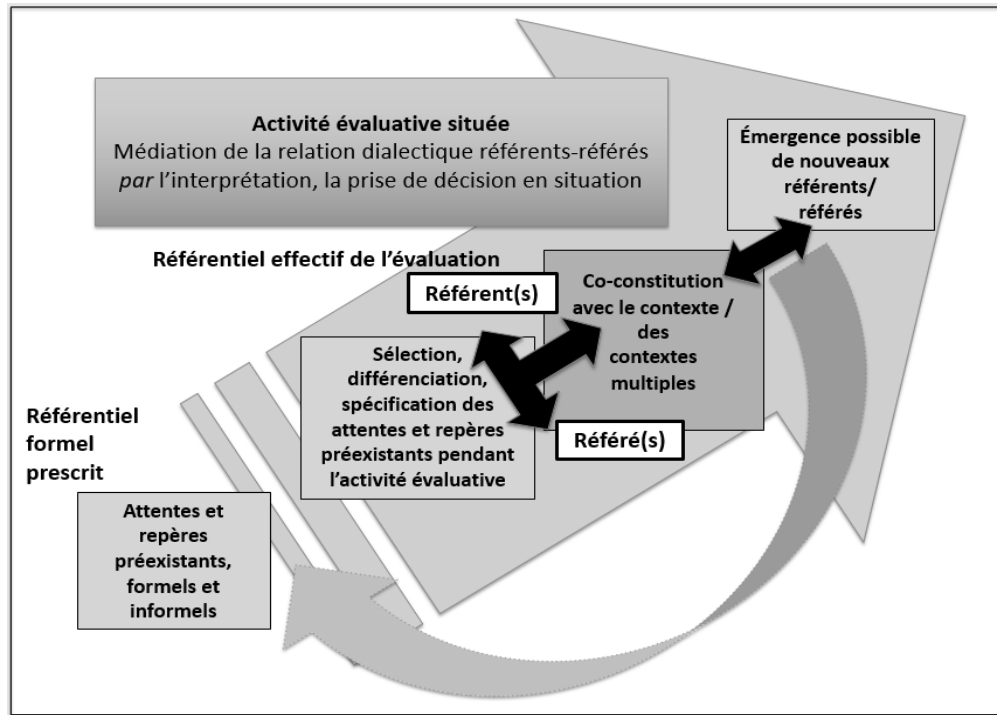 Activité évaluative située
Médiation de la relation dialectique référents-référés
par l'interprétation, la prise de décision en situation
Émergence possible
de nouveaux
référents/
référés
Référentiel effectif de l'évaluation
Référent(s)
Co-constitution
avec le contexte /
des
contextes
multiples
Sélection,
différenciation,
spécification des
attentes et repères
préexistants pendant
l'activité évaluative
Référé(s)
Référentiel
formel
prescrit
Attentes et
repères
préexistants,
formels et
informels